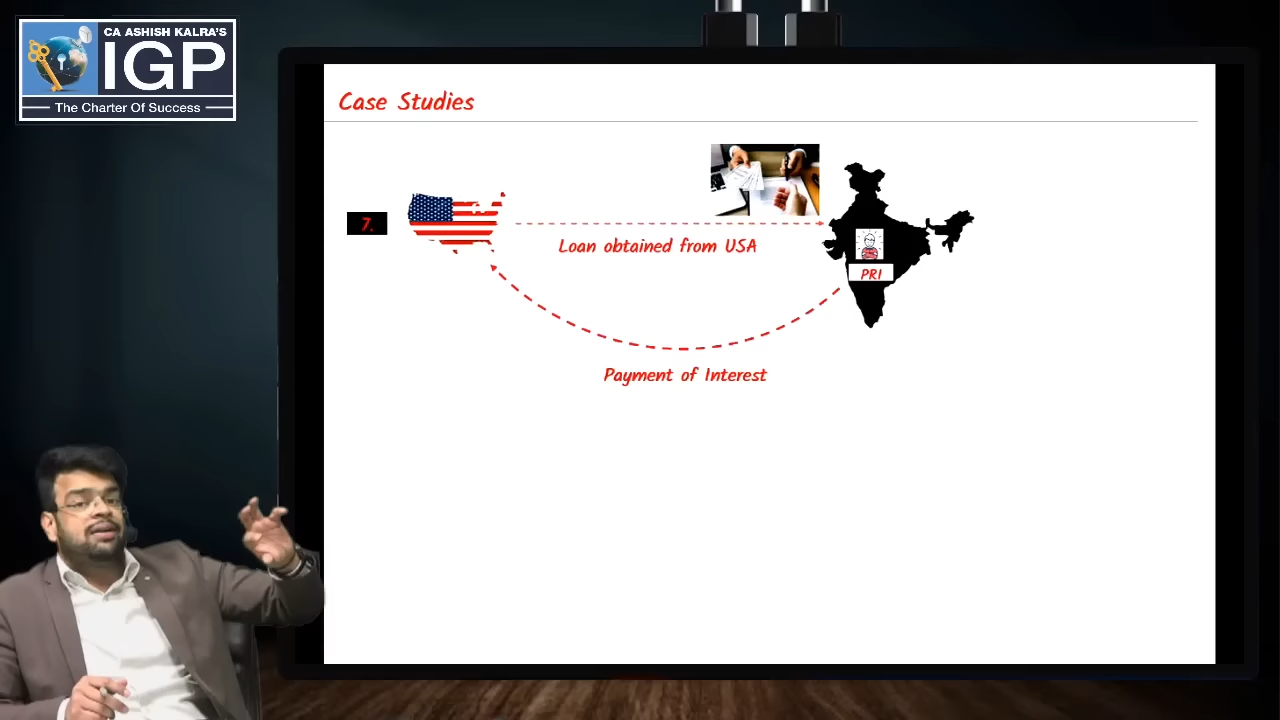 CA ASHISH KALRA'S
IGP
The Charter Of Success
Case Studies
7.
Loan obtained from USA
PRI
Payment of Interest